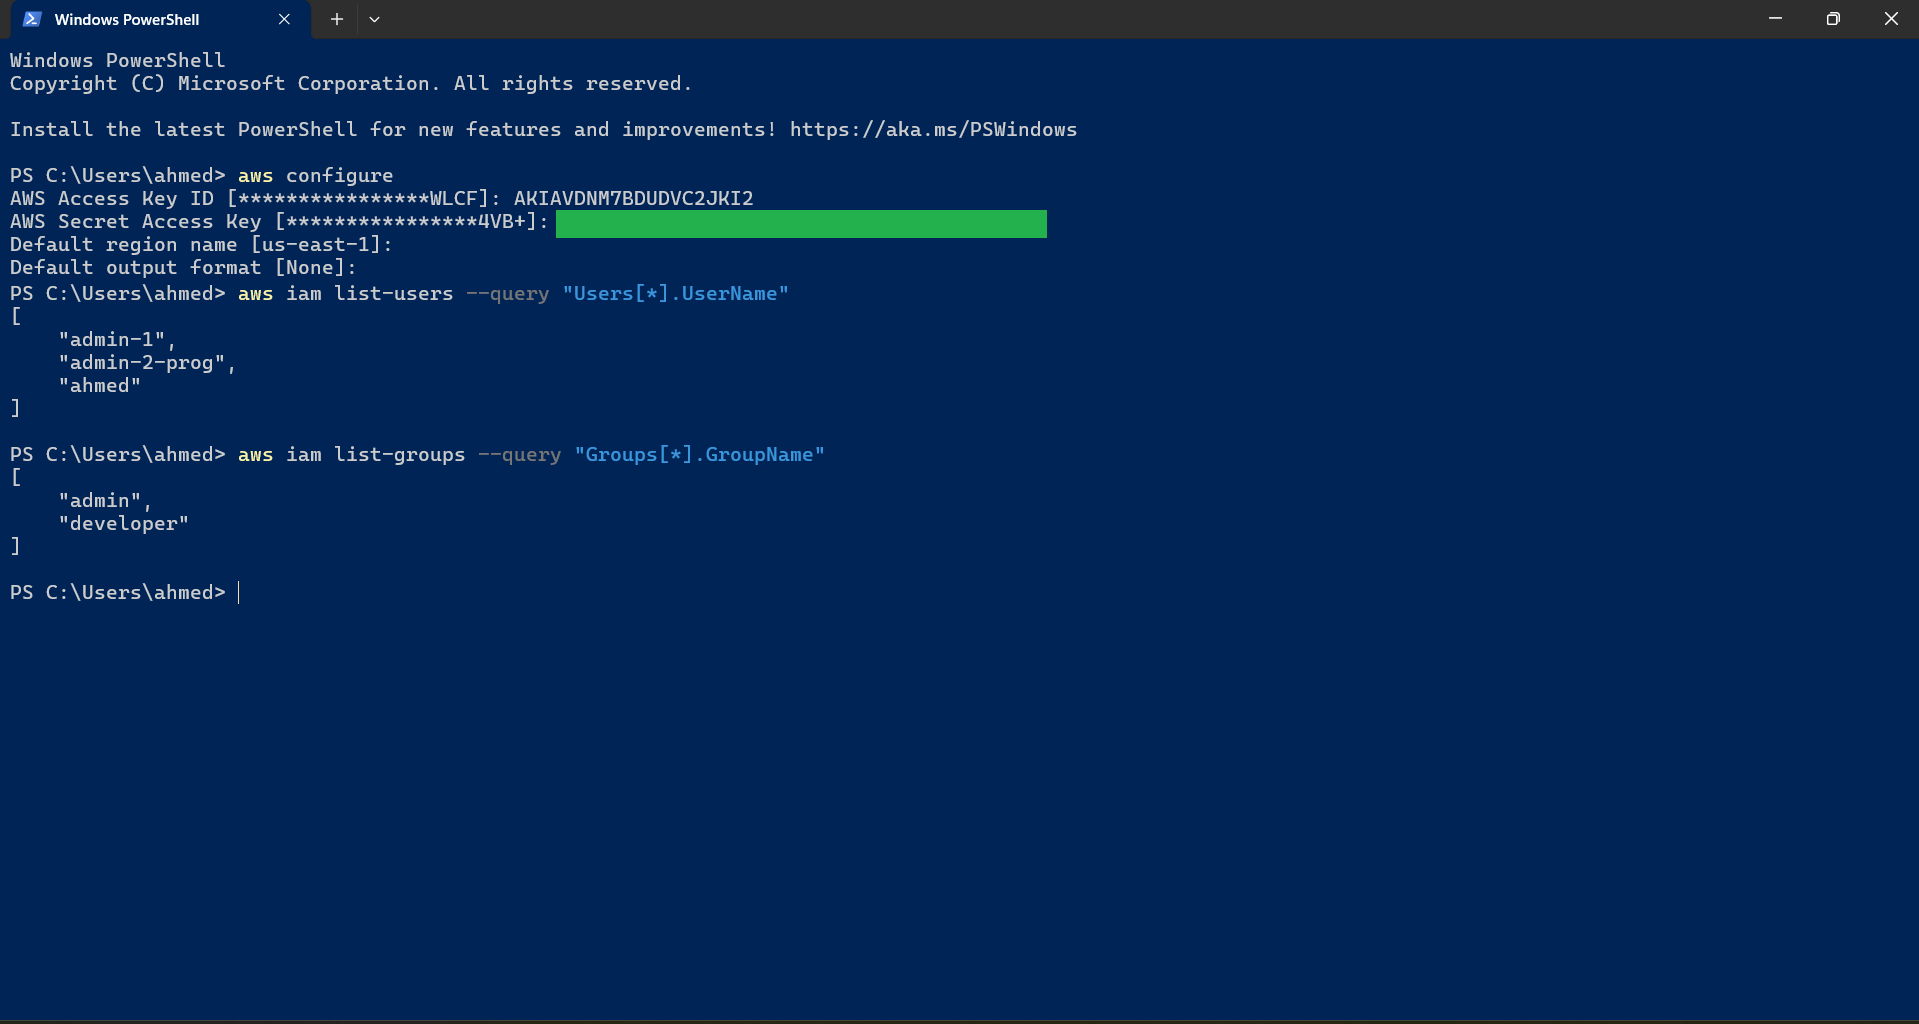 Windows PowerShell
Windows PowerShell
Copyright (C) Microsoft Corporation. All rights reserved.
Install the latest PowerShell for new features and improvements! https://aka.ms/PSWindows
PS C:\Users\ahmed> aws configure
AWS Access Key ID [****************WLCF]: AKIAVDNM7BDUDVC2JKI2
AWS Secret Access Key [****************4VB+]:
Default region name [us-east-1]:
Default output format [None]:
PS C:\Users\ahmed> aws iam list-users --query "Users[*].UserName"
[
    "admin-1",
    "admin-2-prog",
    "ahmed"
]
PS C:\Users\ahmed> aws iam list-groups --query "Groups[*].GroupName"
[
    "admin",
    "developer"
]
PS C:\Users\ahmed>